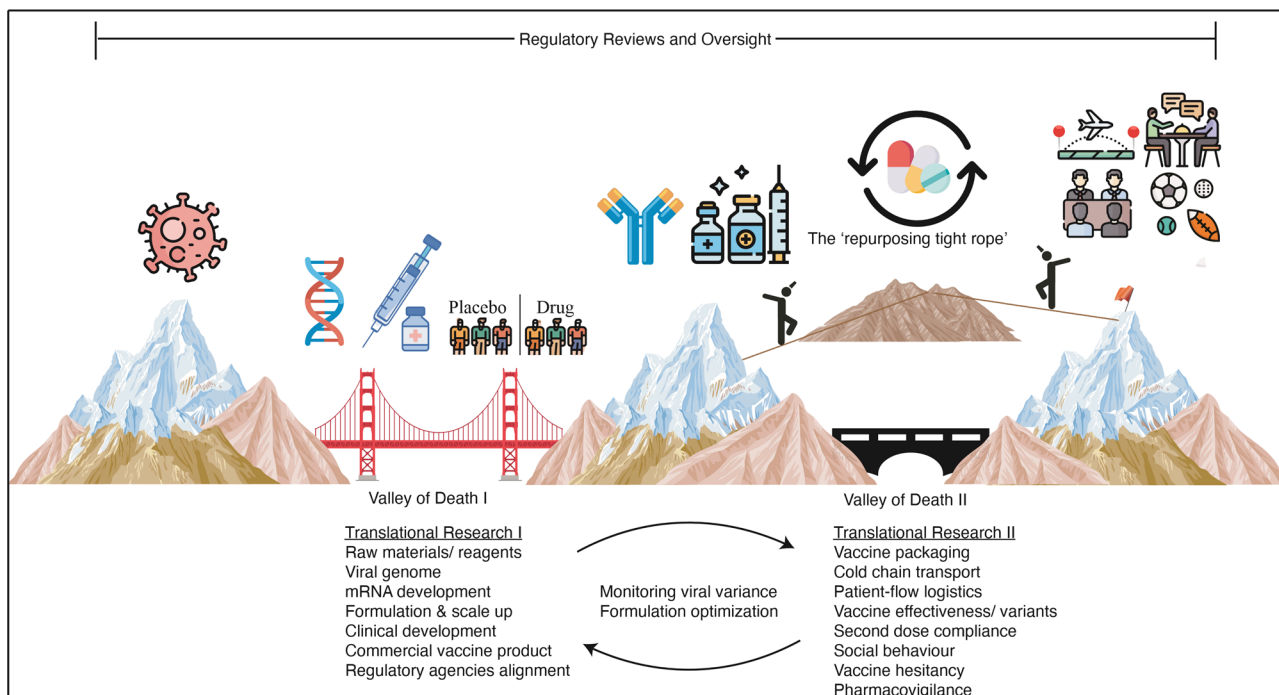 Regulatory Reviews and Oversight
The 'repurposing tight rope'
Placebo
Drug
Valley of Death I
Valley of Death II
Translational Research I
Raw materials/ reagents
Viral genome
mRNA development
Formulation & scale up
Clinical development
Commercial vaccine product
Regulatory agencies alignment
Monitoring viral variance
Formulation optimization
Translational Research II
Vaccine packaging
Cold chain transport
Patient-flow logistics
Vaccine effectiveness/ variants
Second dose compliance
Social behaviour
Vaccine hesitancy
Pharmacovigilance